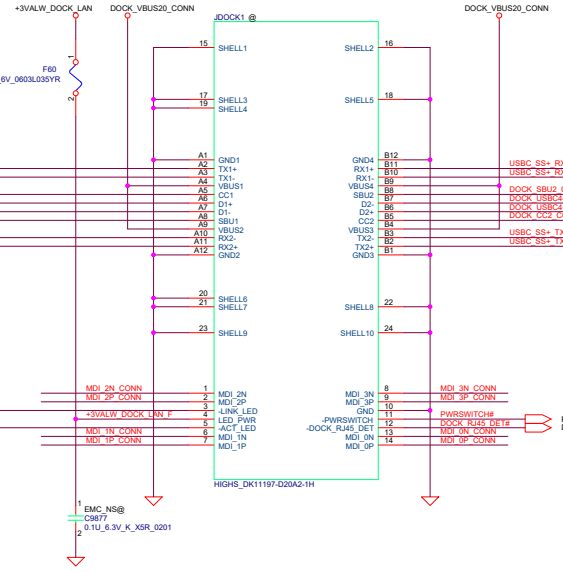 +3VALW_DOCK_LAN DOCK_VBUS20_CONN DOCK_VBUS20_CONN
JDOCK1 @
15 SHELL1 SHELL2 16
1
F60
6V_0603L035YR
2
17 SHELL3 SHELL5 18
19 SHELL4
A1 GND1 GND4 B12
A2 TX1+ RX1+ B11 USBC_SS+_RX
A3 TX1- RX1- B10 USBC_SS+_RX
A4 VBUS1 VBUS4 B9
A5 CC1 SBU2 B8 DOCK_SBU2_C
A6 D1+ D2- B7 DOCK_USBC4
A7 D1- D2+ B6 DOCK_USBC4
A8 SBU1 CC2 B5 DOCK_CC2_CO
A9 VBUS2 VBUS3 B4
A10 RX2- TX2- B3 USBC_SS+_TX
A11 RX2+ TX2+ B2 USBC_SS+_TX
A12 GND2 GND3 B1
20 SHELL6
21 SHELL7 SHELL8 22
23 SHELL9 SHELL10 24
MDI_2N_CONN 1 MDI_2N MDI_3N 8 MDI_3N_CONN
MDI_2P_CONN 2 MDI_2P MDI_3P 9 MDI_3P_CONN
3 -LINK_LED GND 10
+3VALW_DOCK_LAN_F 4 LED_PWR -PWRSWITCH 11 PWRSWITCH#
5 -ACT_LED -DOCK_RJ45_DET 12 DOCK_RJ45_DET#
MDI_1N_CONN 6 MDI_1N MDI_0N 13 MDI_0N_CONN
MDI_1P_CONN 7 MDI_1P MDI_0P 14 MDI_0P_CONN
HIGHS_DK11197-D20A2-1H
1
EMC_NS@
C9877
0.1U_6.3V_K_X5R_0201
2